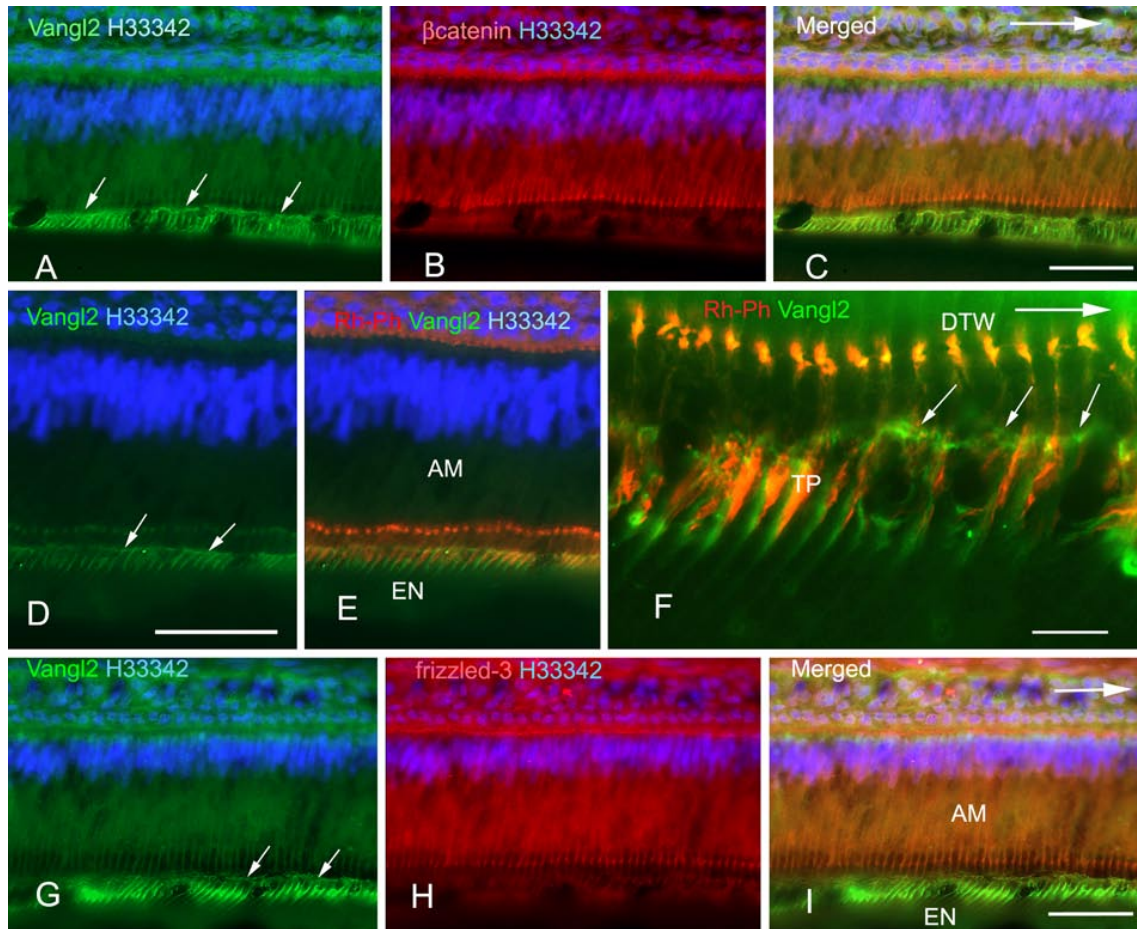 Vangl2 H33342
A
βcatenin H33342
B
Merged
C
Vangl2 H33342
D
Rh-Ph Vangl2 H33342
AM
EN
E
Rh-Ph Vangl2
DTW
TP
F
Vangl2 H33342
G
frizzled-3 H33342
H
Merged
AM
EN
I